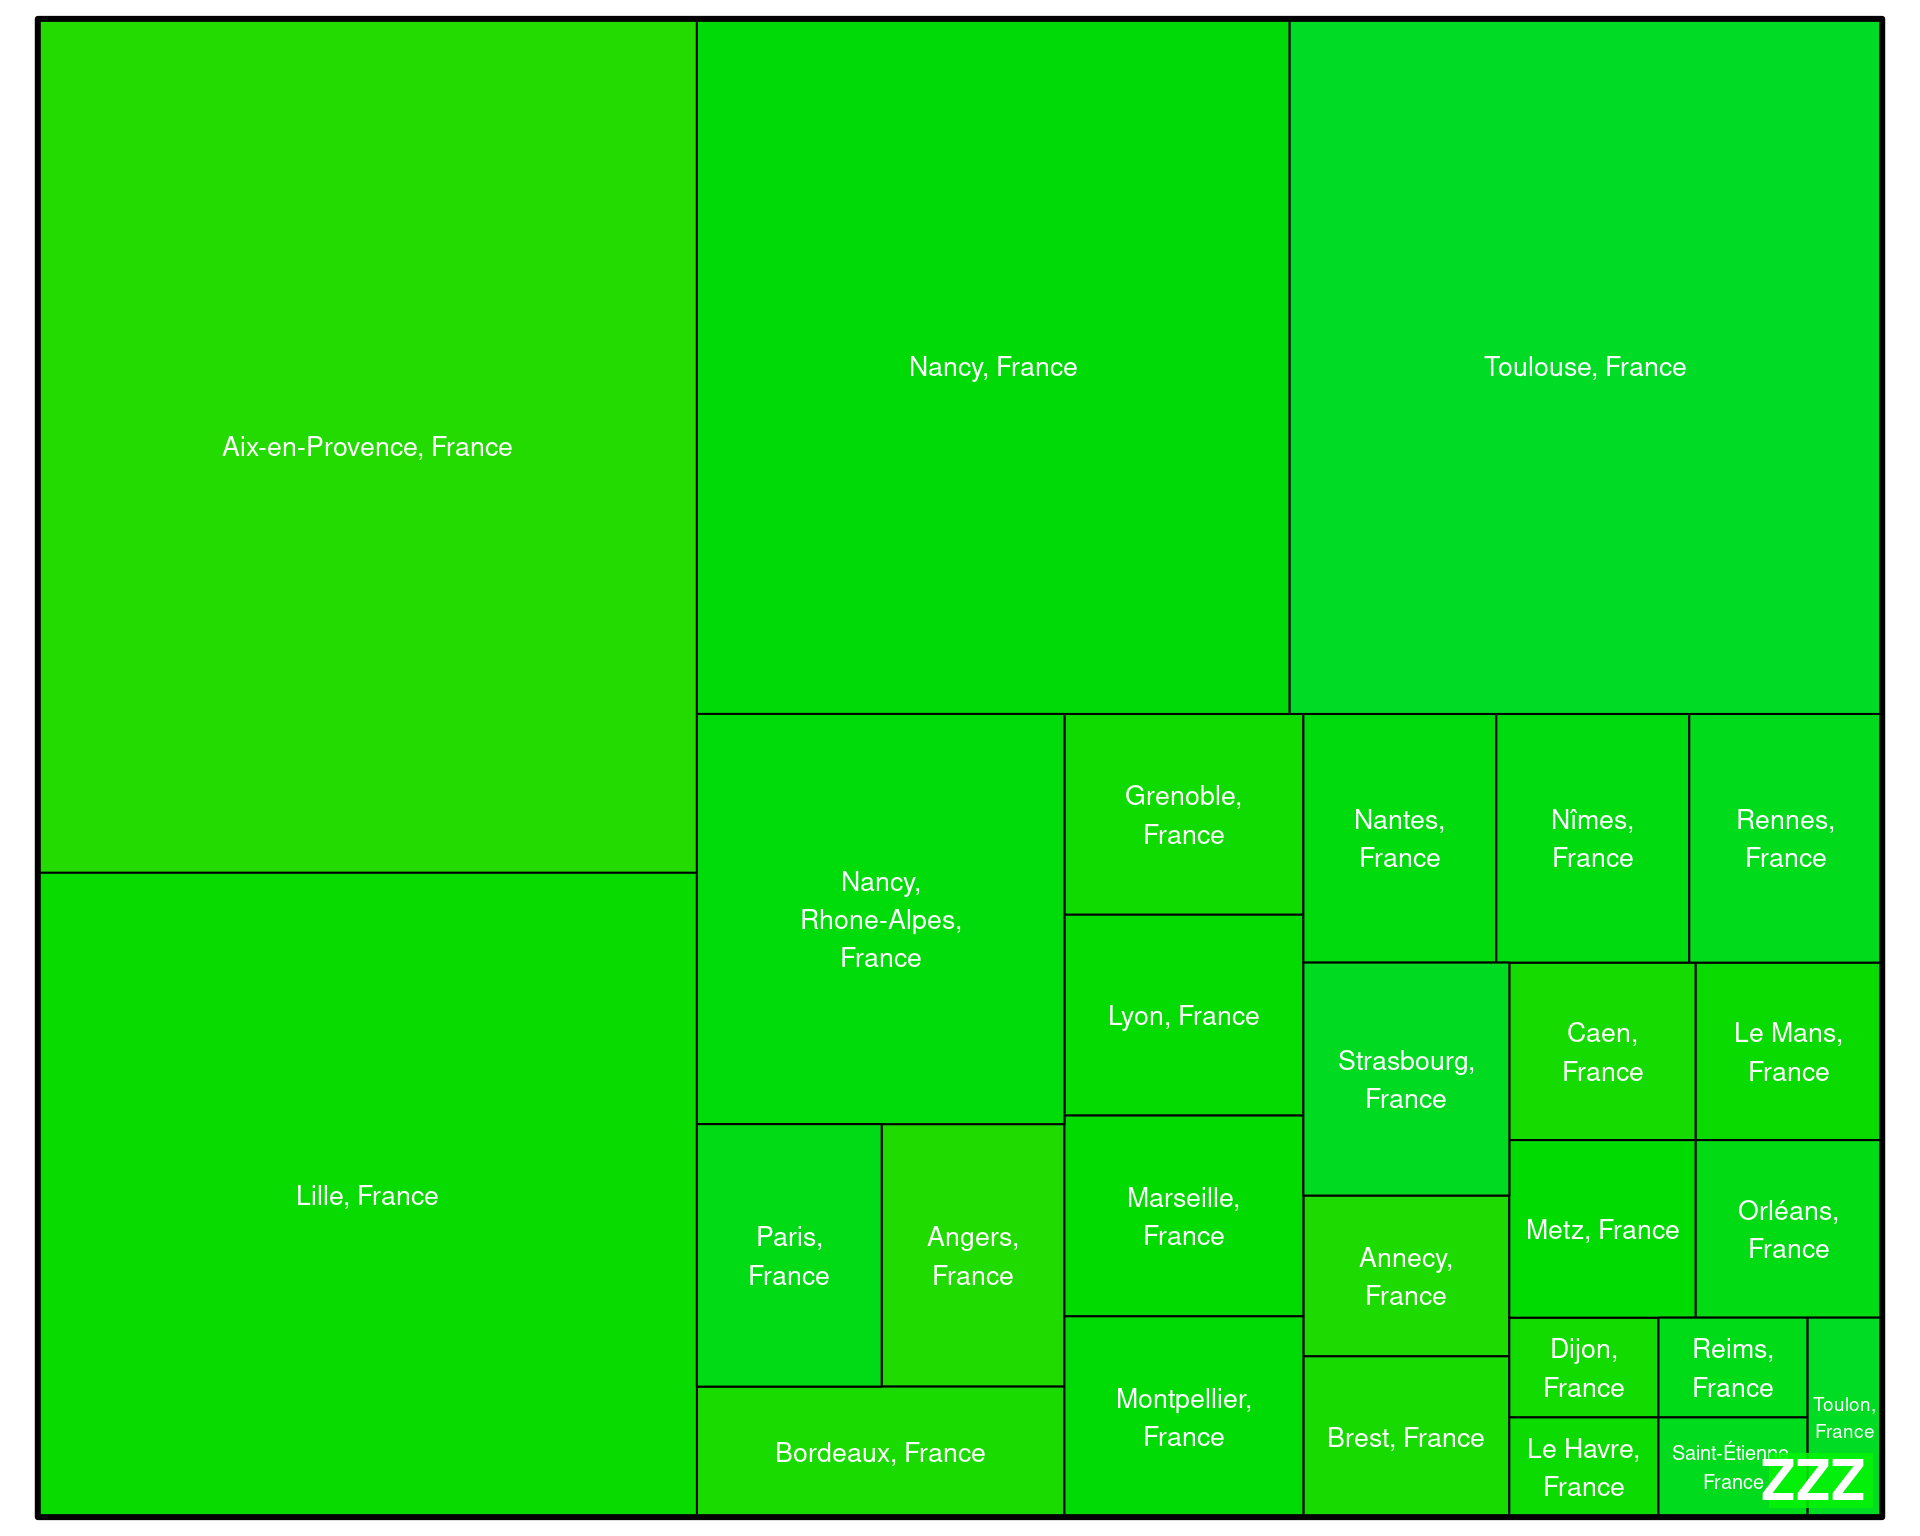 Aix-en-Provence, France
Lille, France
Nancy, France
Toulouse, France
Nancy,
Rhone-Alpes,
France
Paris,
France
Angers,
France
Bordeaux, France
Grenoble,
France
Lyon, France
Marseille,
France
Montpellier,
France
Nantes,
France
Nîmes,
France
Rennes,
France
Strasbourg,
France
Annecy,
France
Brest, France
Caen,
France
Le Mans,
France
Metz, France
Orléans,
France
Dijon,
France
Le Havre,
France
Reims,
France
Saint-Étienne,
France
Toulon,
France
ZZZ